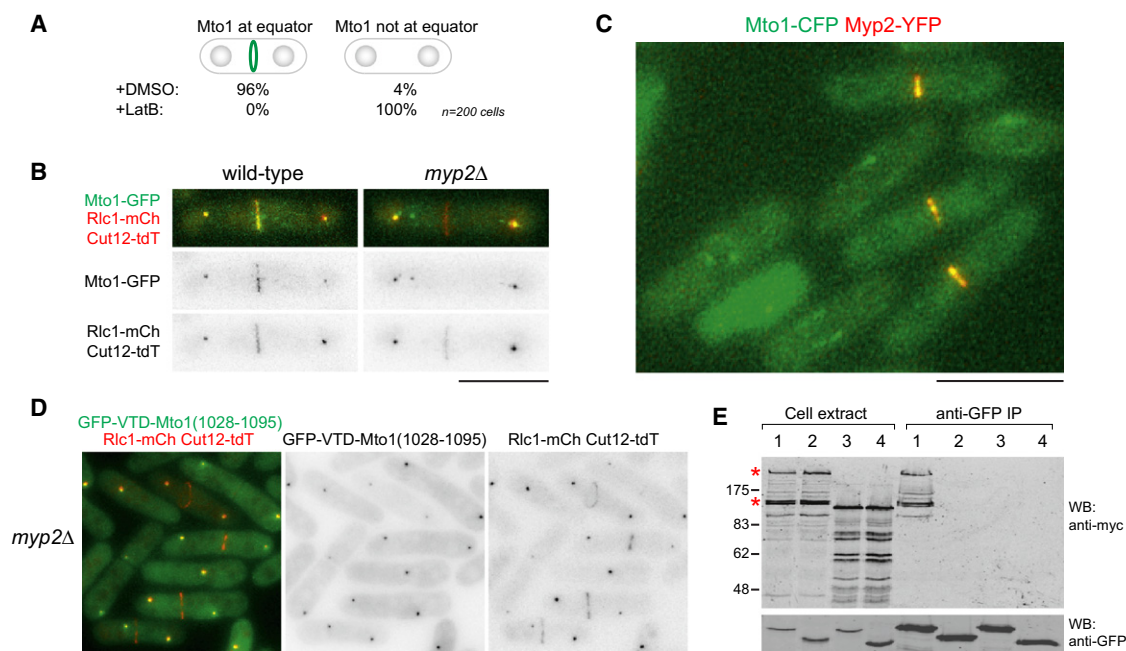 A
Mto1 at equator Mto1 not at equator
+DMSO: 96% 4%
+LatB: 0% 100% n=200 cells
B
wild-type myp2Δ
Mto1-GFP
Rlc1-mCh
Cut12-tdT
Mto1-GFP
Rlc1-mCh
Cut12-tdT
C
Mto1-CFP Myp2-YFP
D
GFP-VTD-Mto1(1028-1095)
Rlc1-mCh Cut12-tdT
GFP-VTD-Mto1(1028-1095)
Rlc1-mCh Cut12-tdT
myp2Δ
E
Cell extract anti-GFP IP
1 2 3 4 1 2 3 4
*
175
*
83
62
48
WB:
anti-myc
WB:
anti-GFP